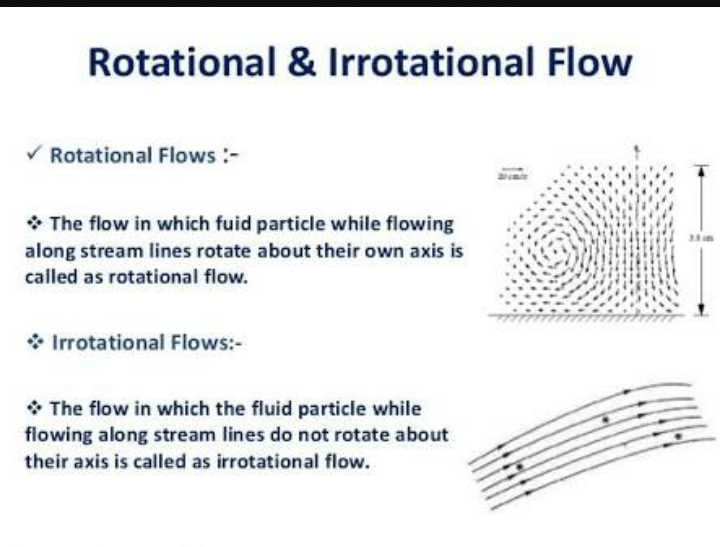 Rotational & Irrotational Flow
✓ Rotational Flows :-
❖ The flow in which fuid particle while flowing
along stream lines rotate about their own axis is
called as rotational flow.
❖ Irrotational Flows:-
❖ The flow in which the fluid particle while
flowing along stream lines do not rotate about
their axis is called as irrotational flow.